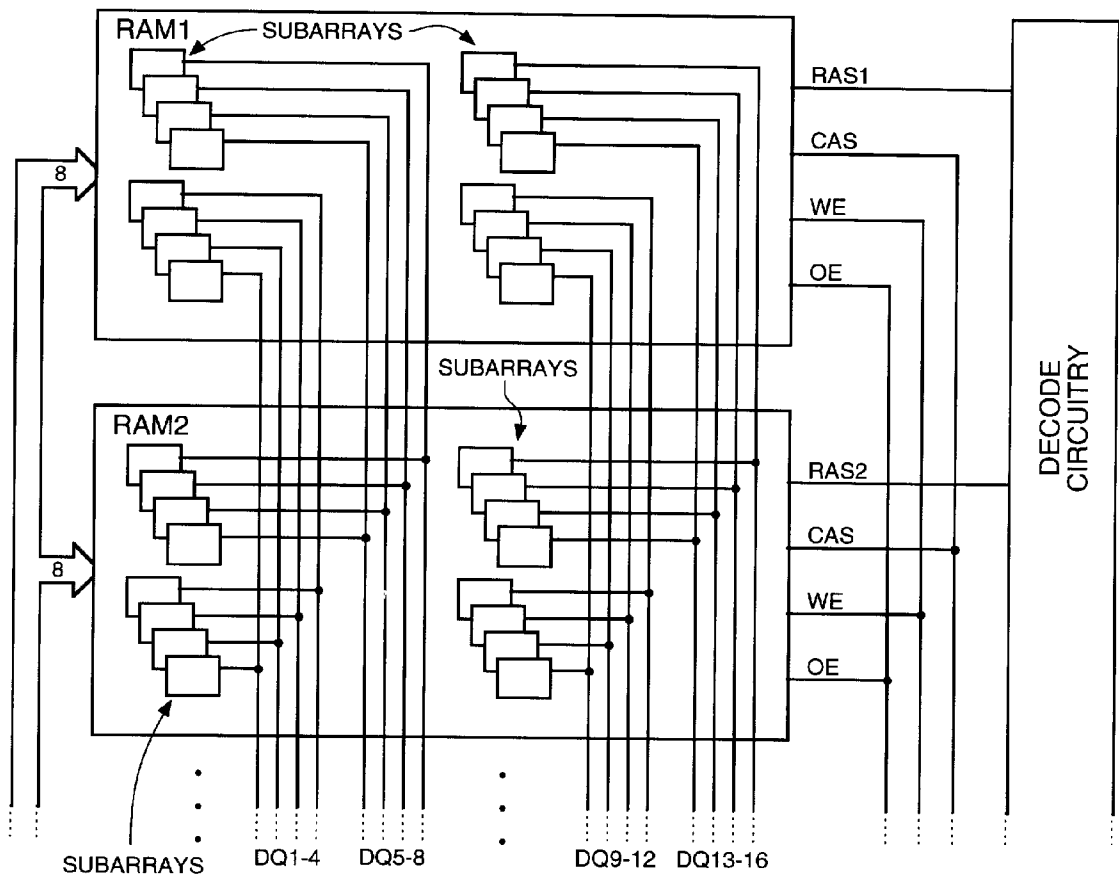 RAM1
SUBARRAYS
RAS1
CAS
WE
OE
8
SUBARRAYS
RAM2
RAS2
CAS
WE
OE
8
DECODE
CIRCUITRY
SUBARRAYS
DQ1-4
DQ5-8
DQ9-12
DQ13-16